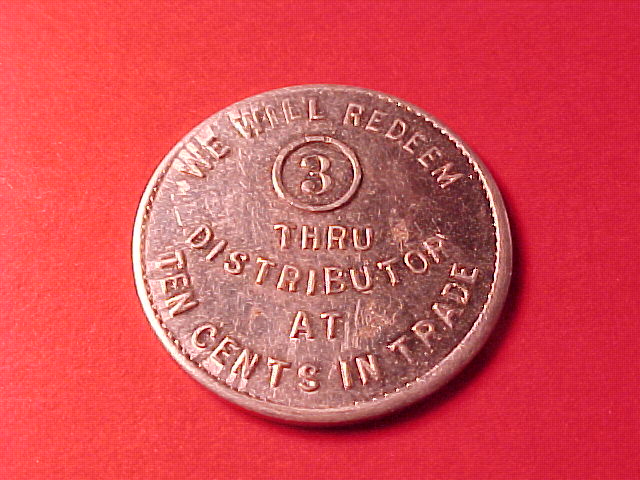 WE WILL REDEEM
3
THRU
DISTRIBUTOR
AT
TEN CENTS IN TRADE